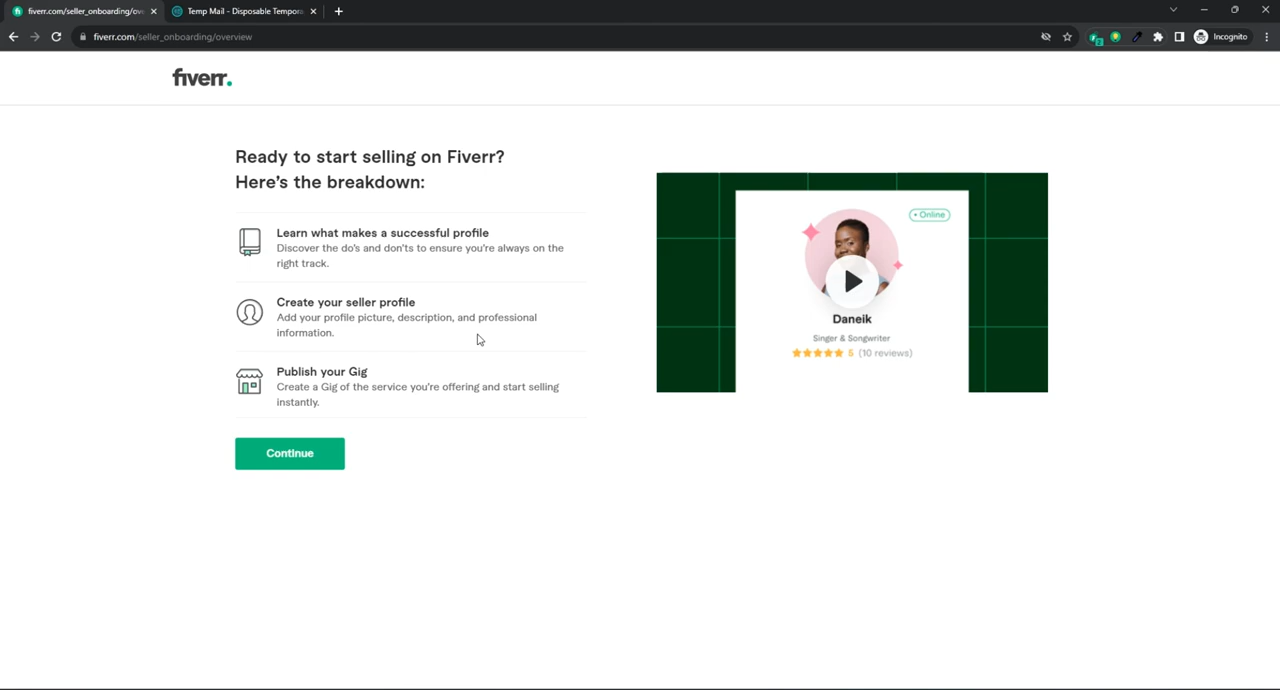 fiverr.com/seller_onboarding/ov
Temp Mail - Disposable Tempora
fiverr.com/seller_onboarding/overview
2
Incognito
fiverr.
Ready to start selling on Fiverr?
Here's the breakdown:
Learn what makes a successful profile
Discover the do's and don'ts to ensure you're always on the
right track.
Create your seller profile
Add your profile picture, description, and professional
information.
Publish your Gig
Create a Gig of the service you're offering and start selling
instantly.
Continue
• Online
Daneik
Singer & Songwriter
★★★★★ 5 (10 reviews)